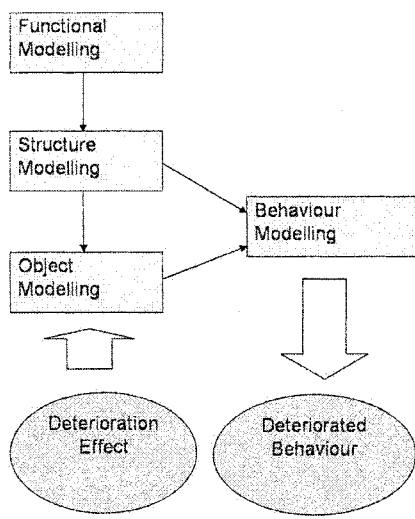 Functional
Modelling
Structure
Modelling
Behaviour
Modelling
Object
Modelling
Deterioration
Effect
Deteriorated
Behaviour